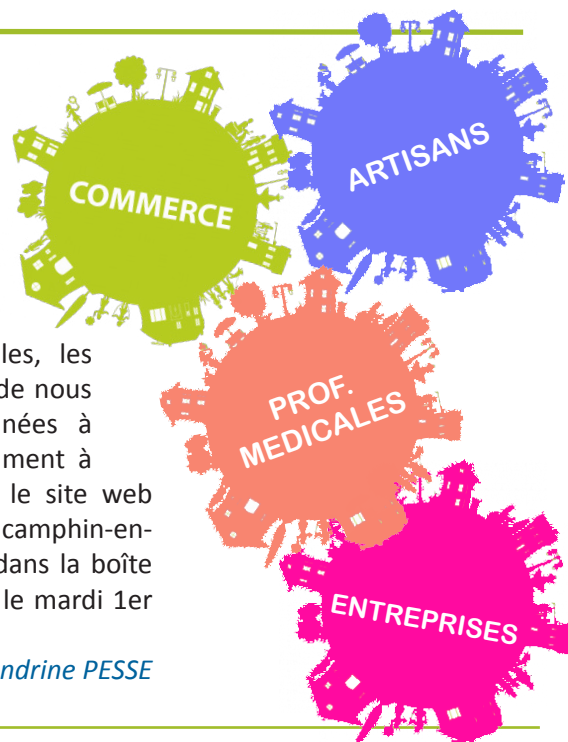 COMMERCE
ARTISANS
PROF.
MEDICALES
ENTREPRISES
les, les
de nous
nées à
ment à
le site web
camphin-en-
dans la boîte
le mardi 1er
ndrine PESSE